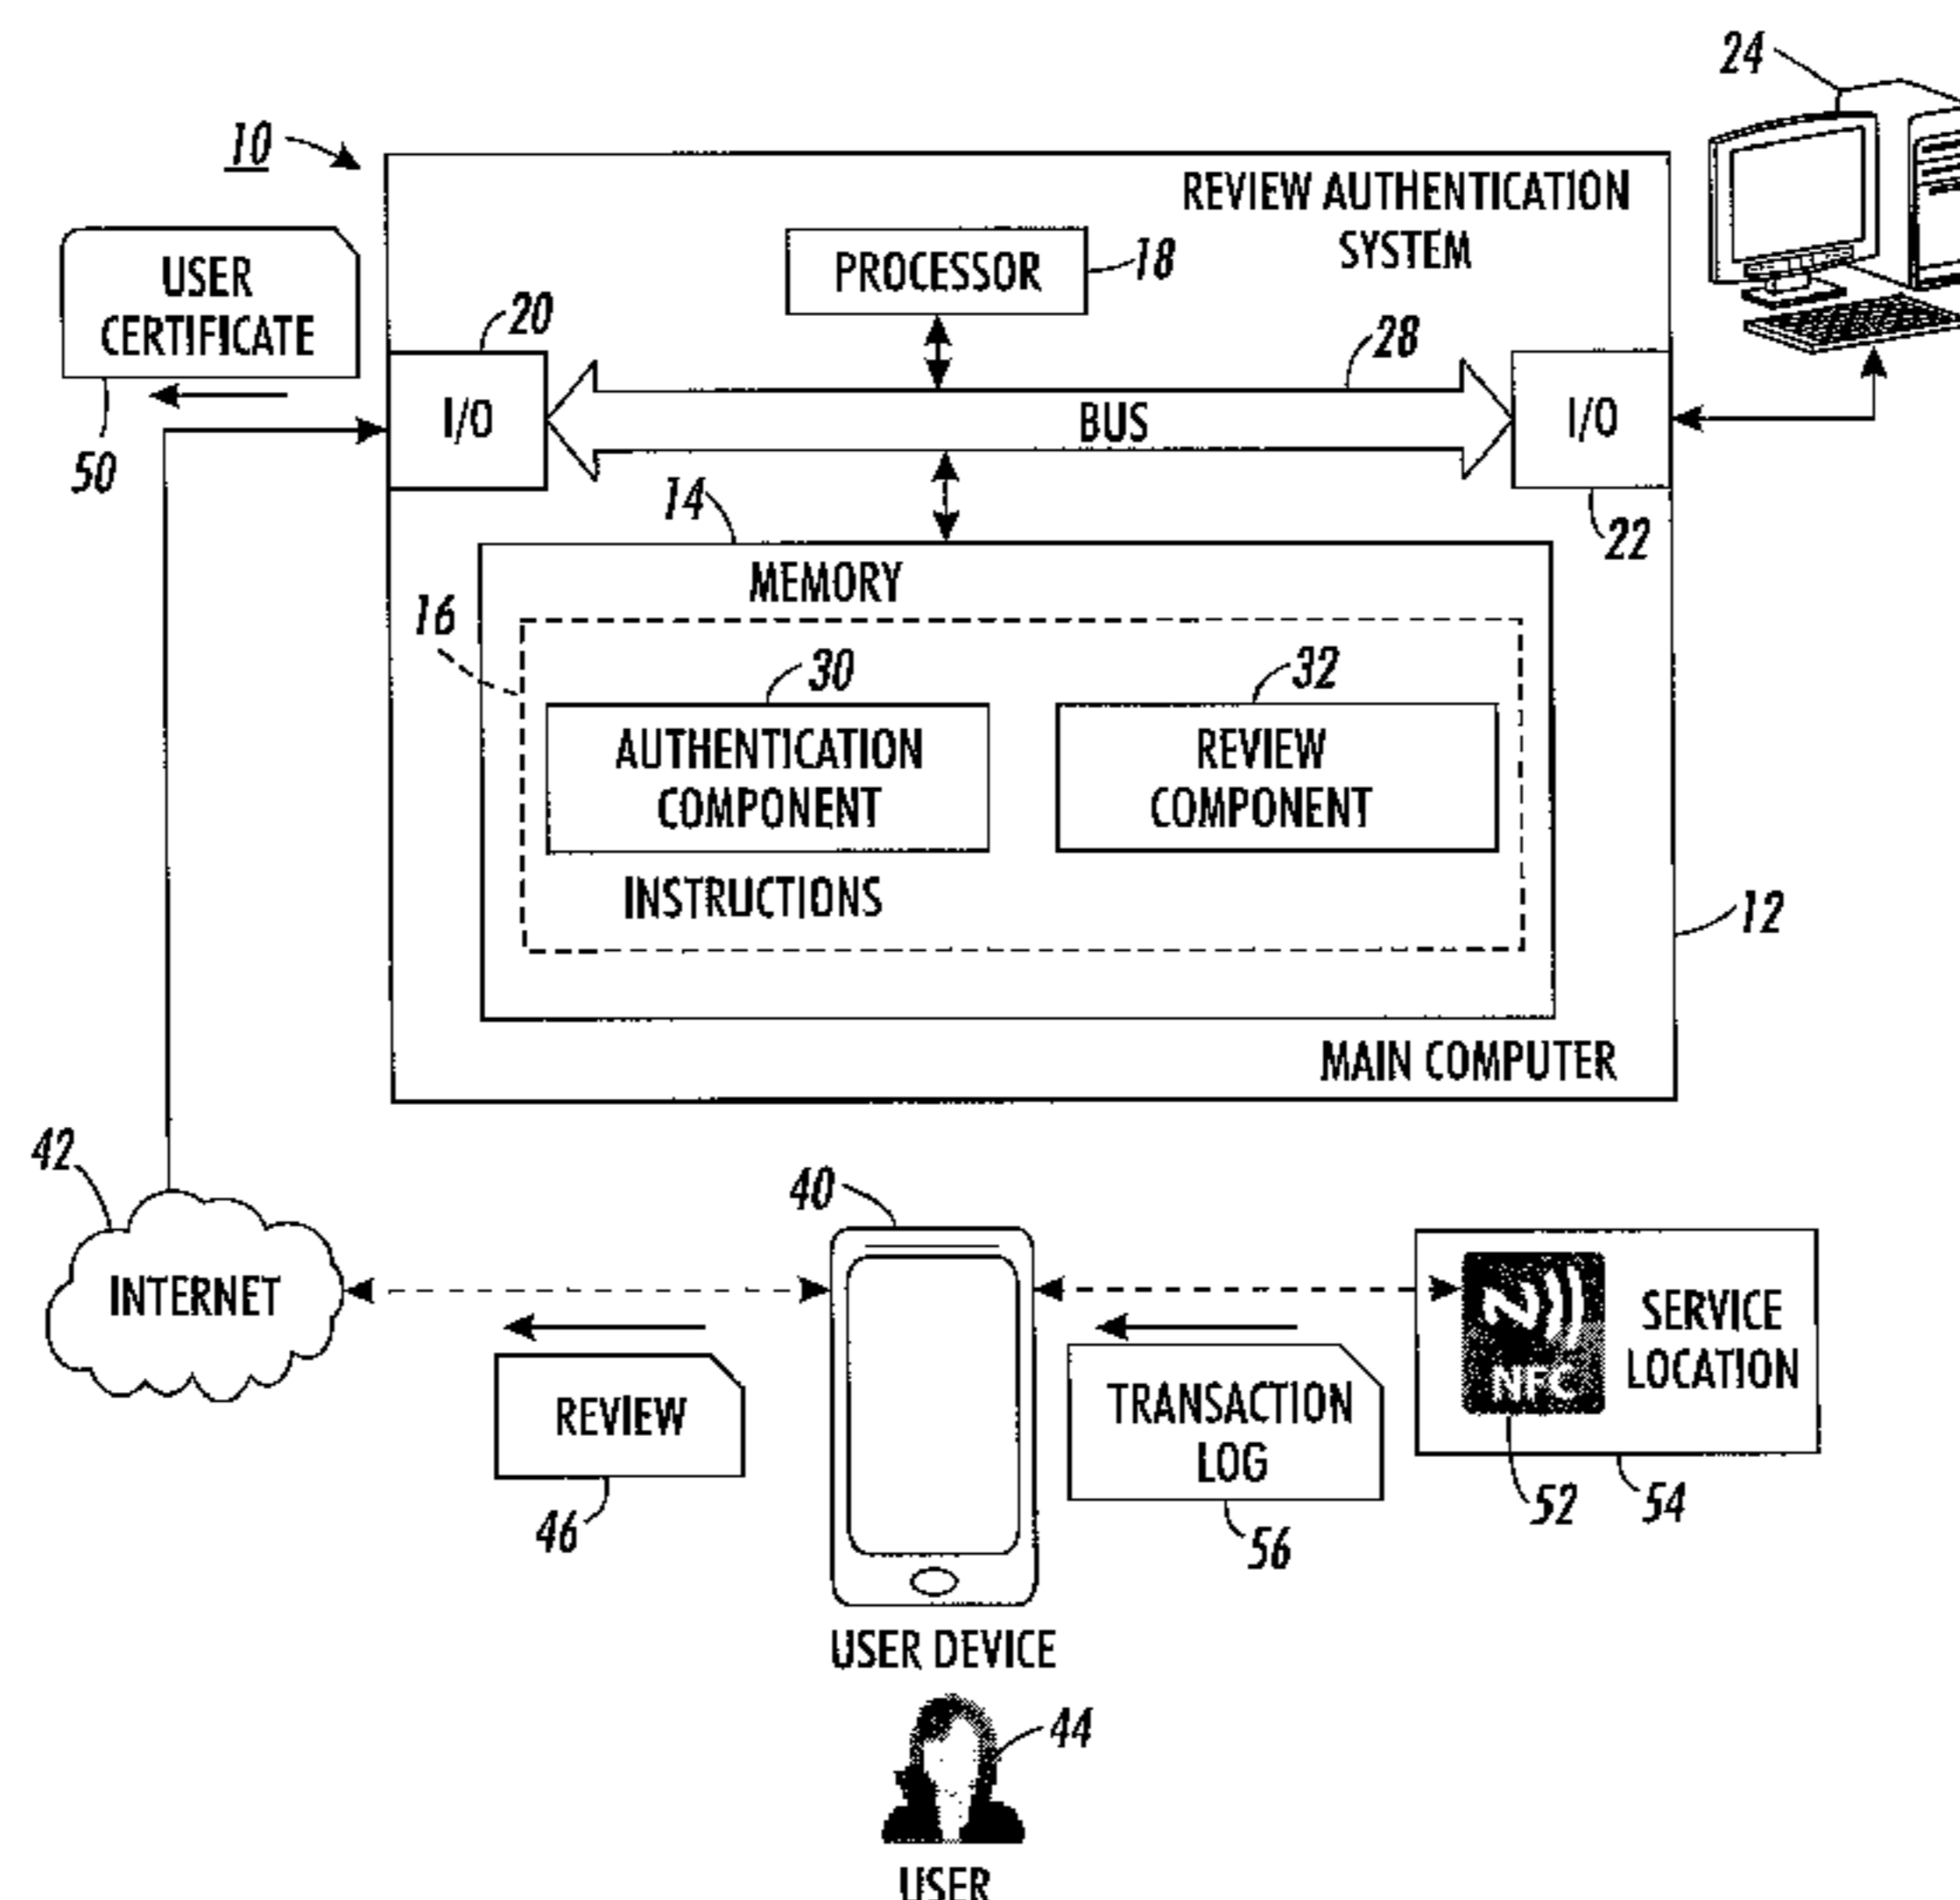 24
10
REVIEW AUTHENTICATION
SYSTEM
USER
CERTIFICATE
PROCESSOR
18
20
28
I/O
BUS
I/O
50
14
22
MEMORY
16
30
32
AUTHENTICATION
COMPONENT
REVIEW
COMPONENT
INSTRUCTIONS
12
MAIN COMPUTER
42
40
INTERNET
N
NFC
SERVICE
LOCATION
REVIEW
TRANSACTION
LOG
46
56
52
54
USER DEVICE
44
USER